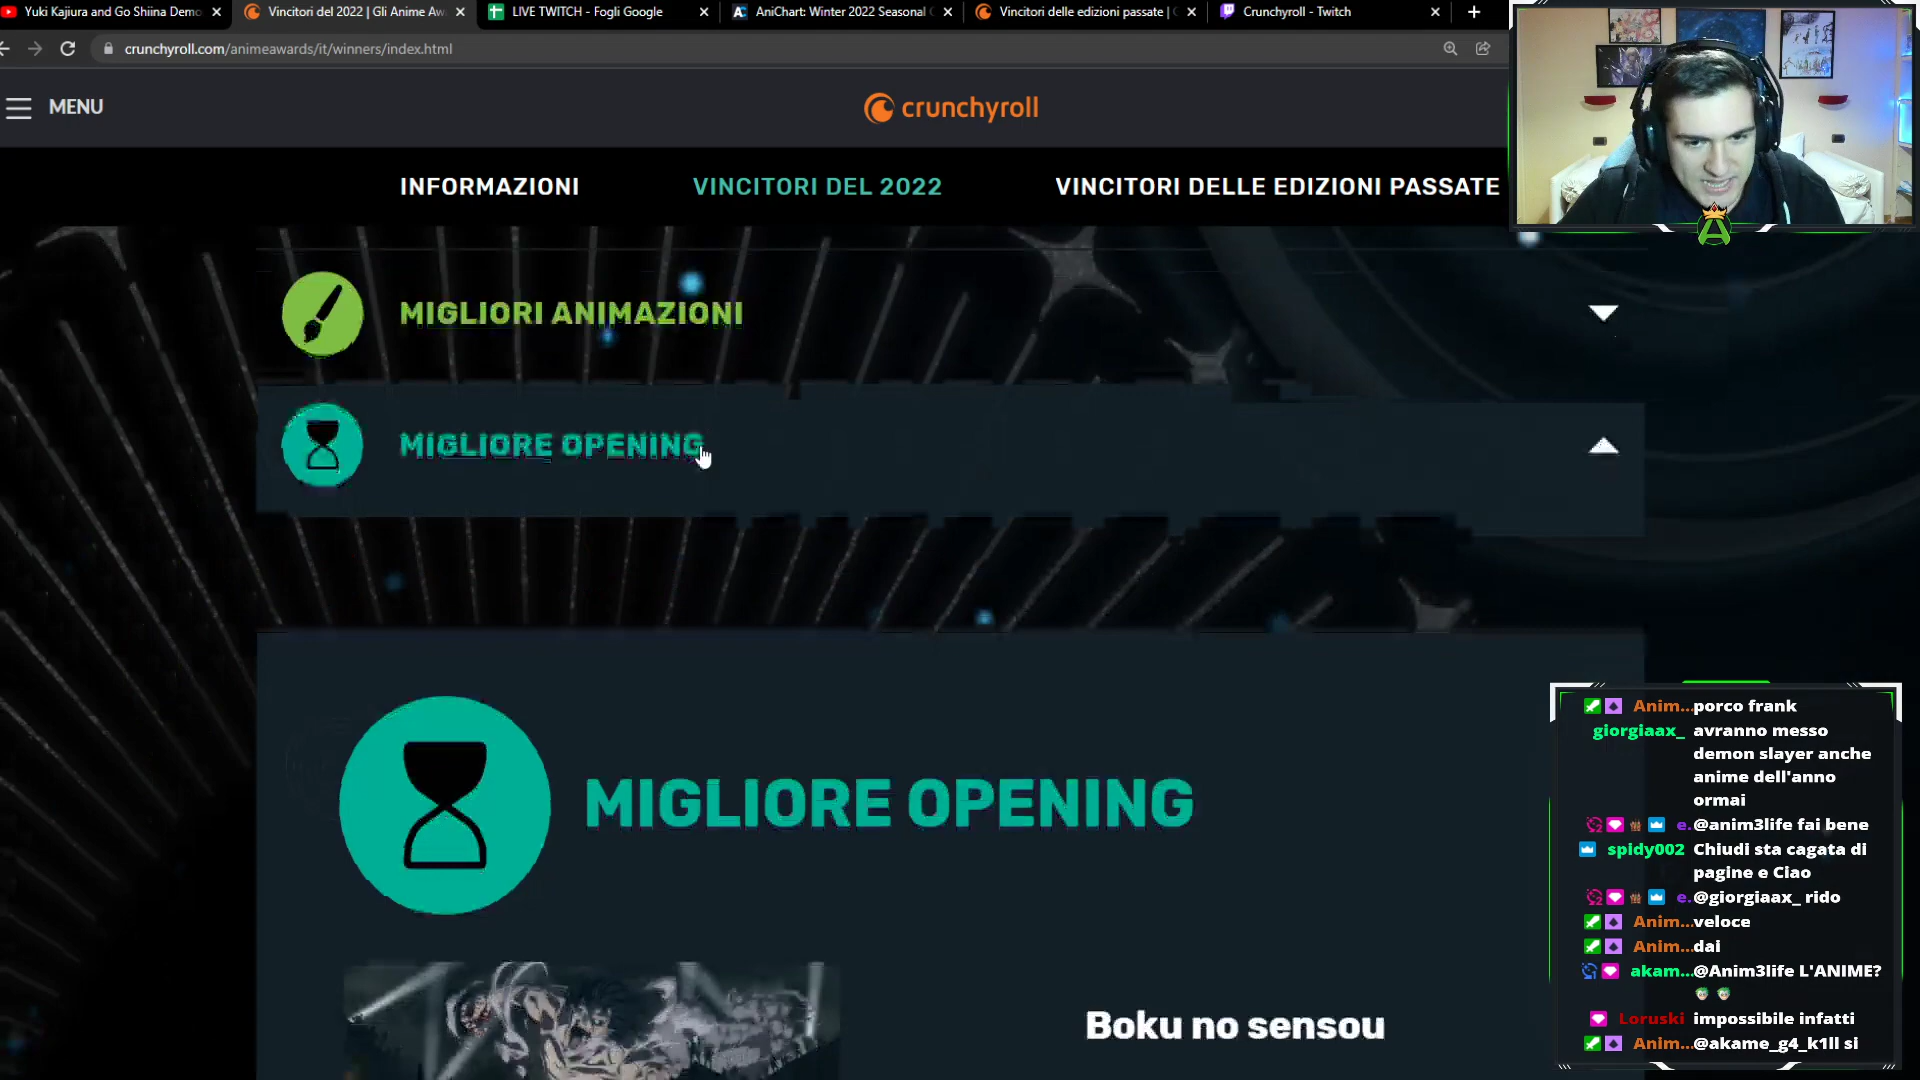 Yuki Kajiura and Go Shiina Demo
Vincitori del 2022 | Gli Anime Aw
LIVE TWITCH - Fogli Google
AniChart: Winter 2022 Seasonal
Vincitori delle edizioni passate |
Crunchyroll - Twitch
crunchyroll.com/animeawards/it/winners/index.html
MENU
crunchyroll
INFORMAZIONI
VINCITORI DEL 2022
VINCITORI DELLE EDIZIONI PASSATE
MIGLIORI ANIMAZIONI
MIGLIORE OPENING
MIGLIORE OPENING
Boku no sensou
Anim...porco frank
giorgiaax_ avranno messo
demon slayer anche
anime dell'anno
ormai
e.@anim3life fai bene
spidy002 Chiudi sta cagata di
pagine e Ciao
e.@giorgiaax_ rido
Anim...veloce
Anim...dai
akam...@Anim3life L'ANIME?
Loruski impossibile infatti
Anim...@akame_g4_k1ll si